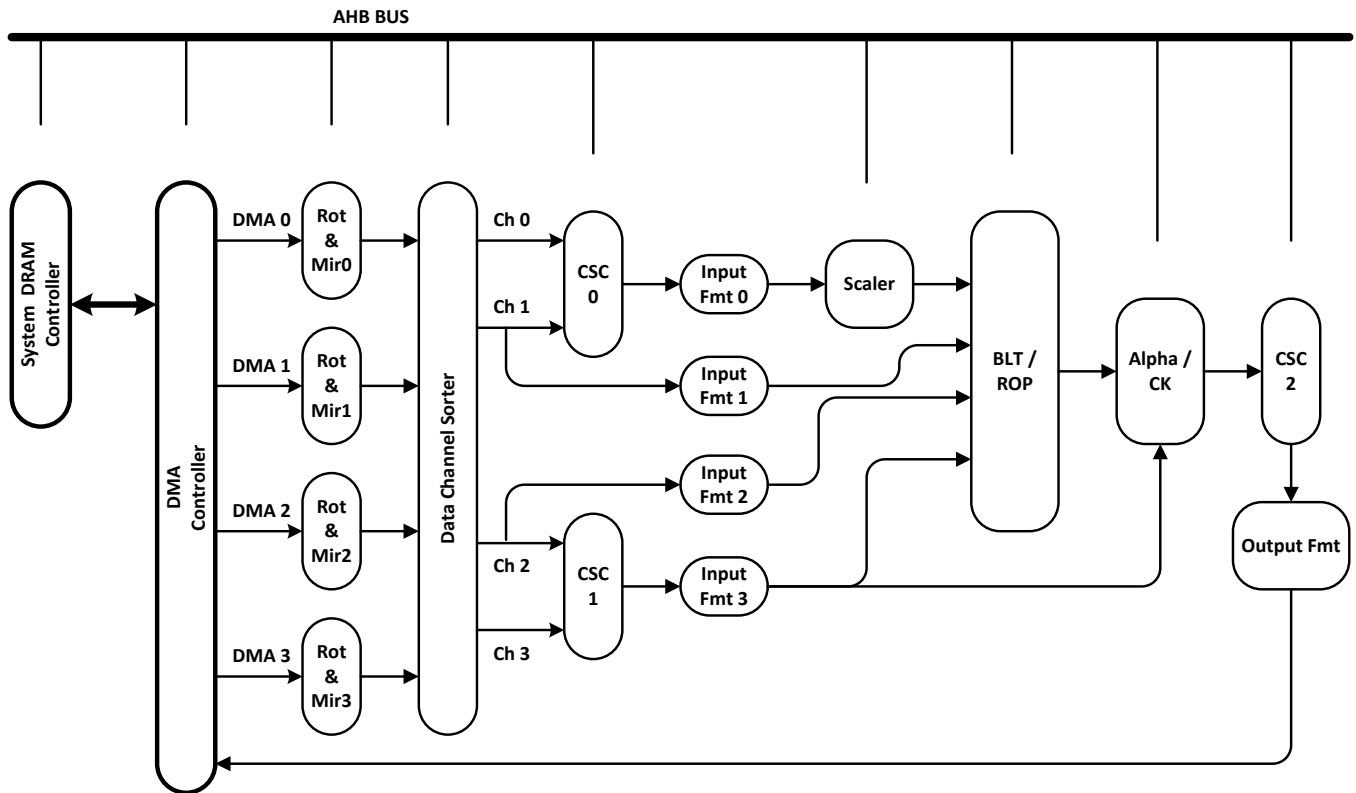 AHB BUS
System DRAM
Controller
DMA
Controller
DMA 0
DMA 1
DMA 2
DMA 3
Rot
&
Mir0
Rot
&
Mir1
Rot
&
Mir2
Rot
&
Mir3
Data Channel Sorter
Ch 0
Ch 1
Ch 2
Ch 3
CSC
0
CSC
1
Input
Fmt 0
Input
Fmt 1
Input
Fmt 2
Input
Fmt 3
Scaler
BLT /
ROP
Alpha /
CK
CSC
2
Output Fmt